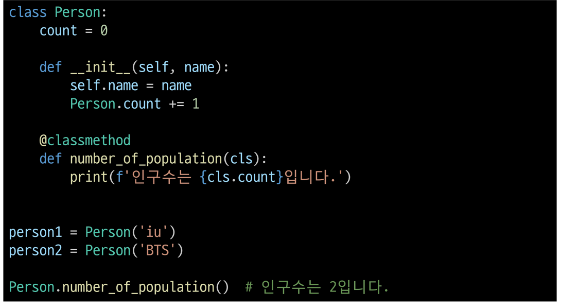 class Person:
    count = 0

    def __init__(self, name):
        self.name = name
        Person.count += 1

    @classmethod
    def number_of_population(cls):
        print(f'인구수는 {cls.count}입니다.')


person1 = Person('iu')
person2 = Person('BTS')

Person.number_of_population()  # 인구수는 2입니다.